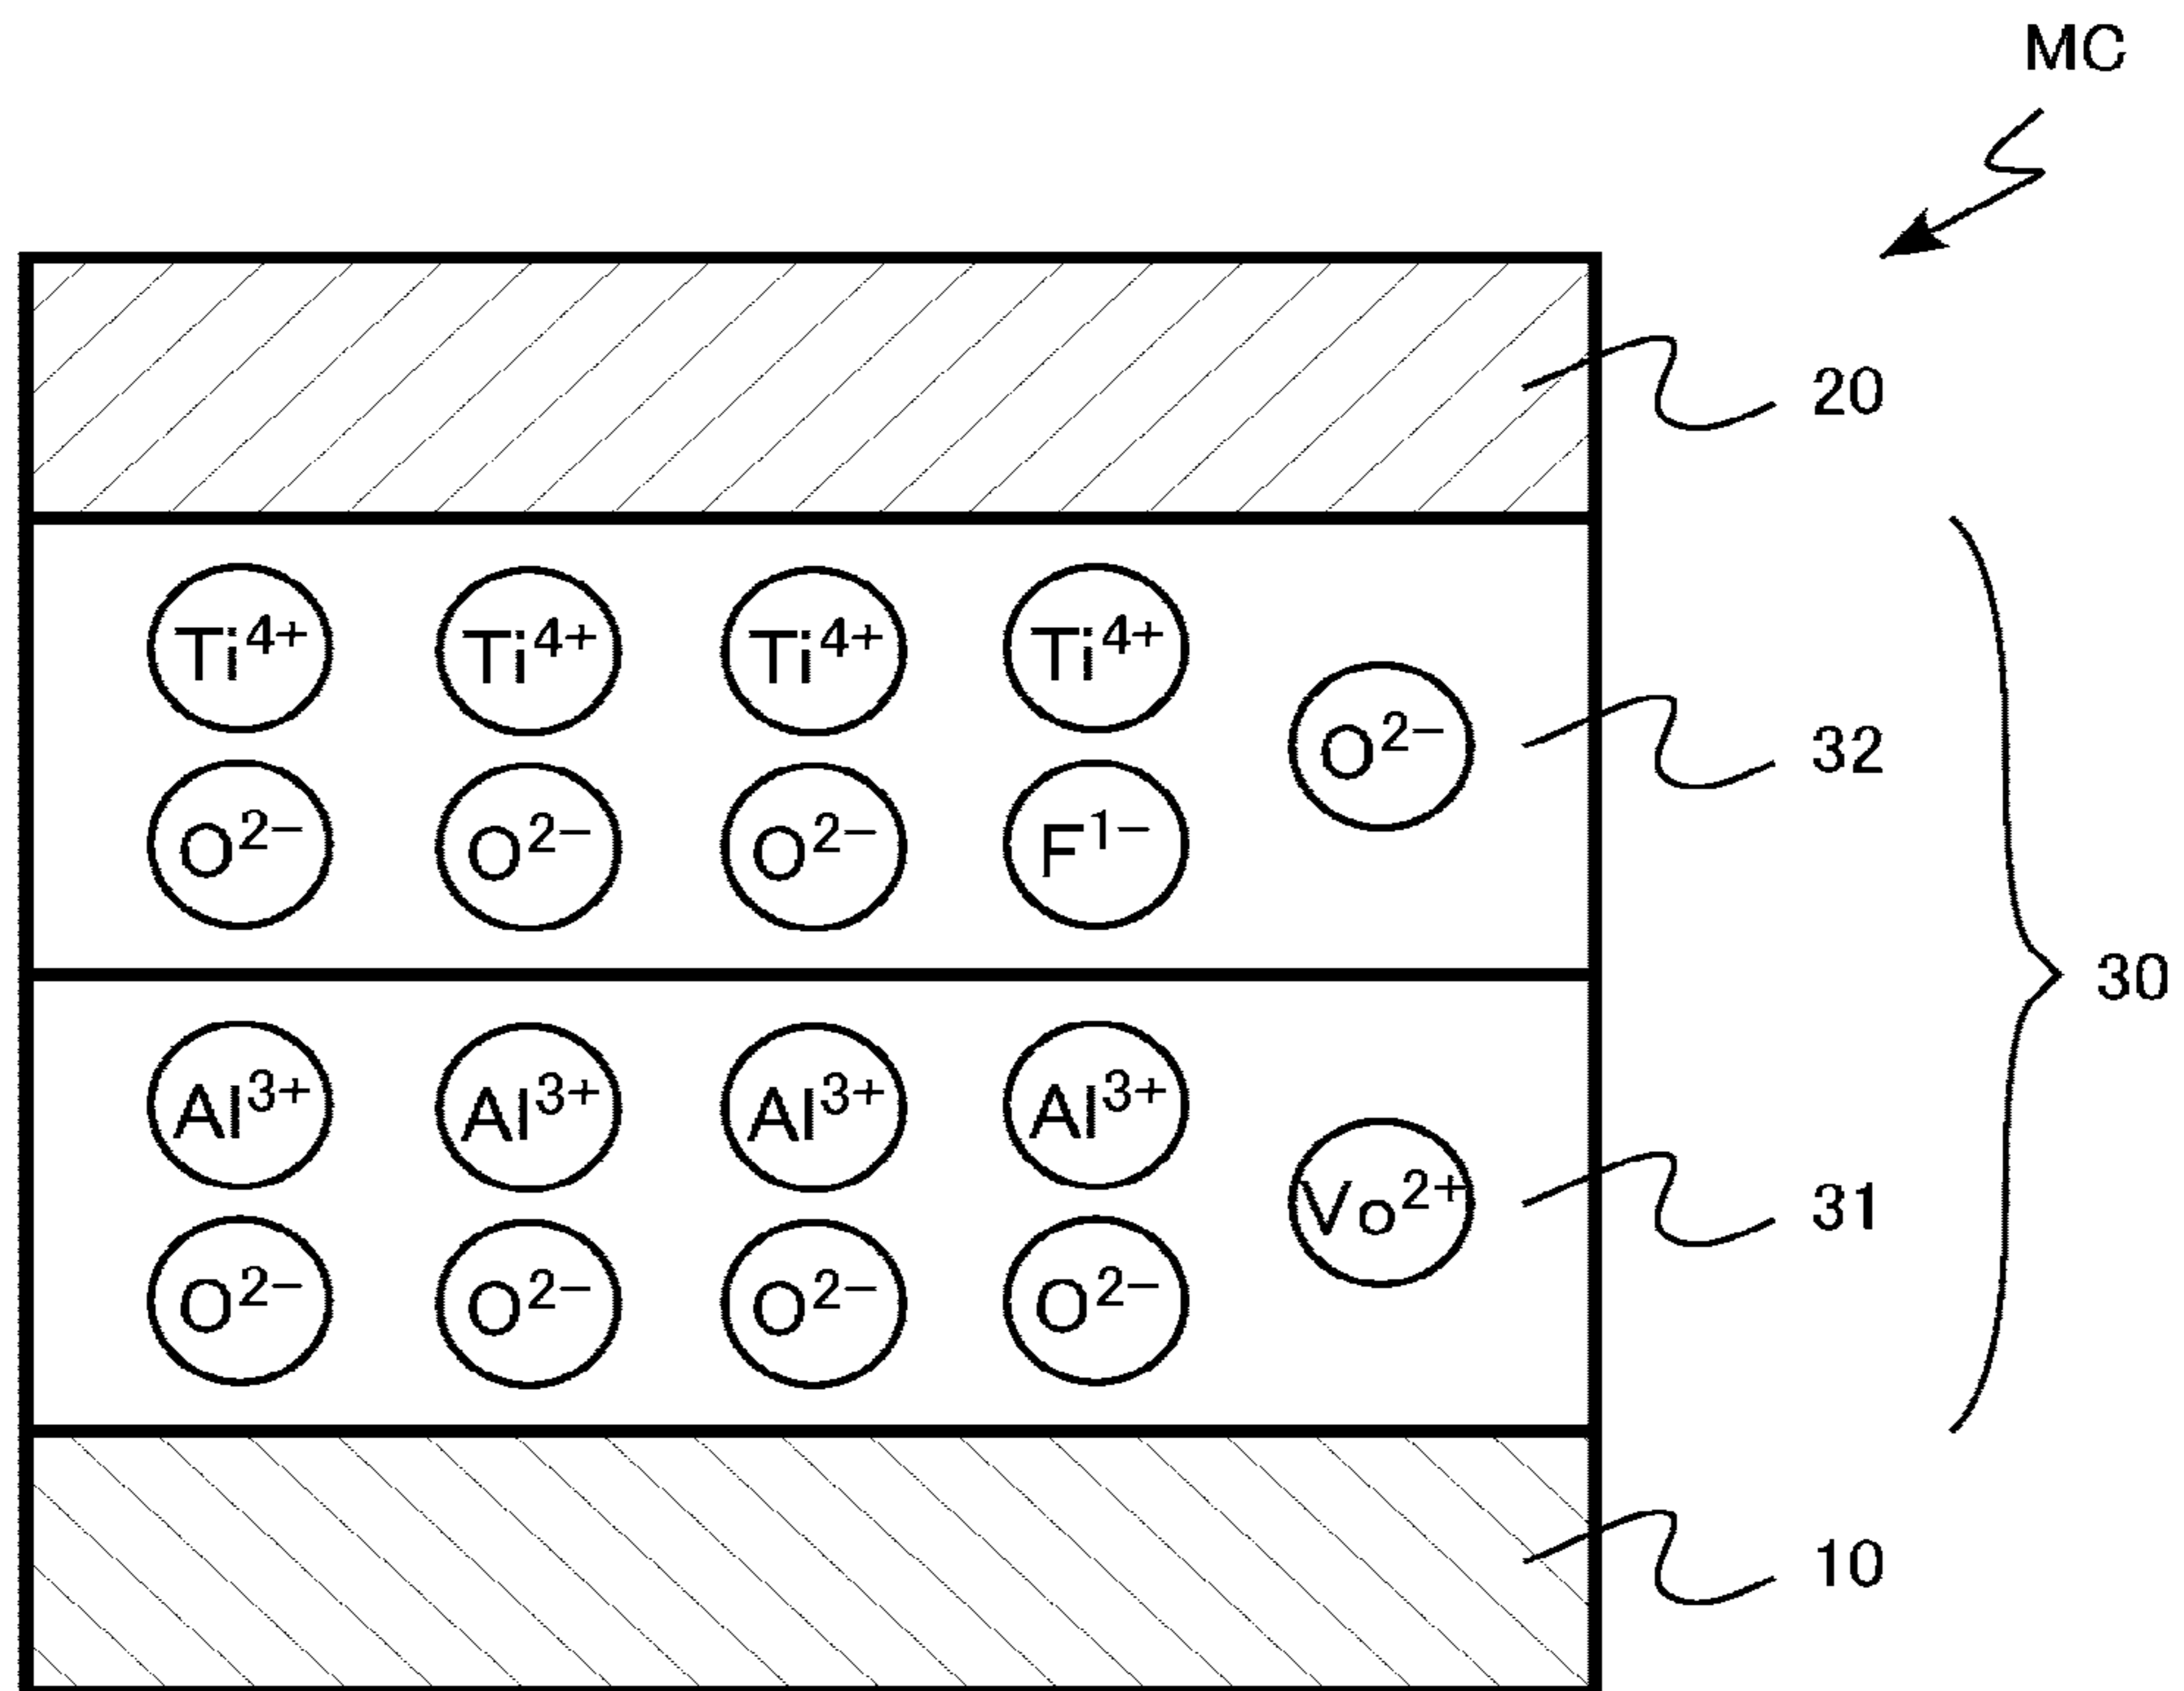 MC
20
Ti⁴⁺ Ti⁴⁺ Ti⁴⁺ Ti⁴⁺
O²⁻ 32
O²⁻ O²⁻ O²⁻ F¹⁻
30
Al³⁺ Al³⁺ Al³⁺ Al³⁺
Vo²⁺ 31
O²⁻ O²⁻ O²⁻ O²⁻
10